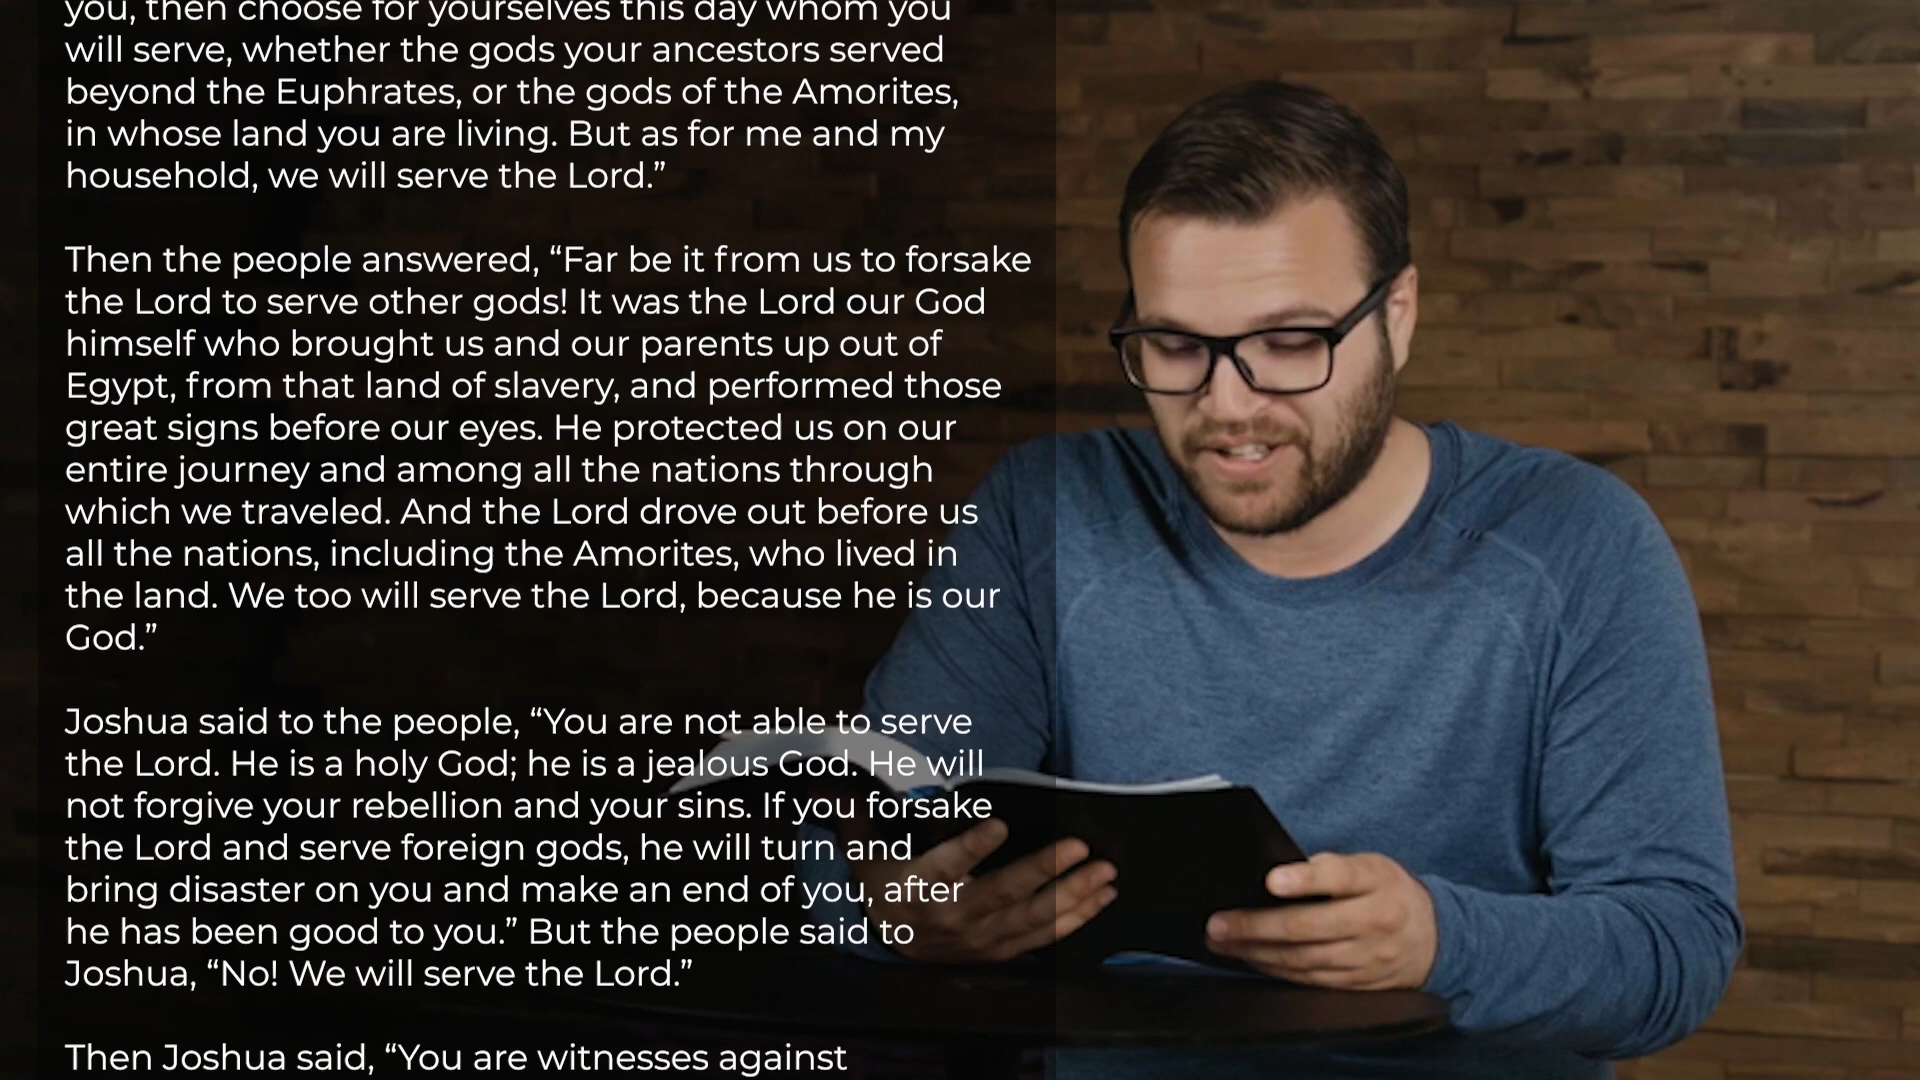 you, then choose for yourselves this day whom you
will serve, whether the gods your ancestors served
beyond the Euphrates, or the gods of the Amorites,
in whose land you are living. But as for me and my
household, we will serve the Lord.”
Then the people answered, “Far be it from us to forsake
the Lord to serve other gods! It was the Lord our God
himself who brought us and our parents up out of
Egypt, from that land of slavery, and performed those
great signs before our eyes. He protected us on our
entire journey and among all the nations through
which we traveled. And the Lord drove out before us
all the nations, including the Amorites, who lived in
the land. We too will serve the Lord, because he is our
God.”
Joshua said to the people, “You are not able to serve
the Lord. He is a holy God; he is a jealous God. He will
not forgive your rebellion and your sins. If you forsake
the Lord and serve foreign gods, he will turn and
bring disaster on you and make an end of you, after
he has been good to you.” But the people said to
Joshua, “No! We will serve the Lord.”
Then Joshua said, “You are witnesses against